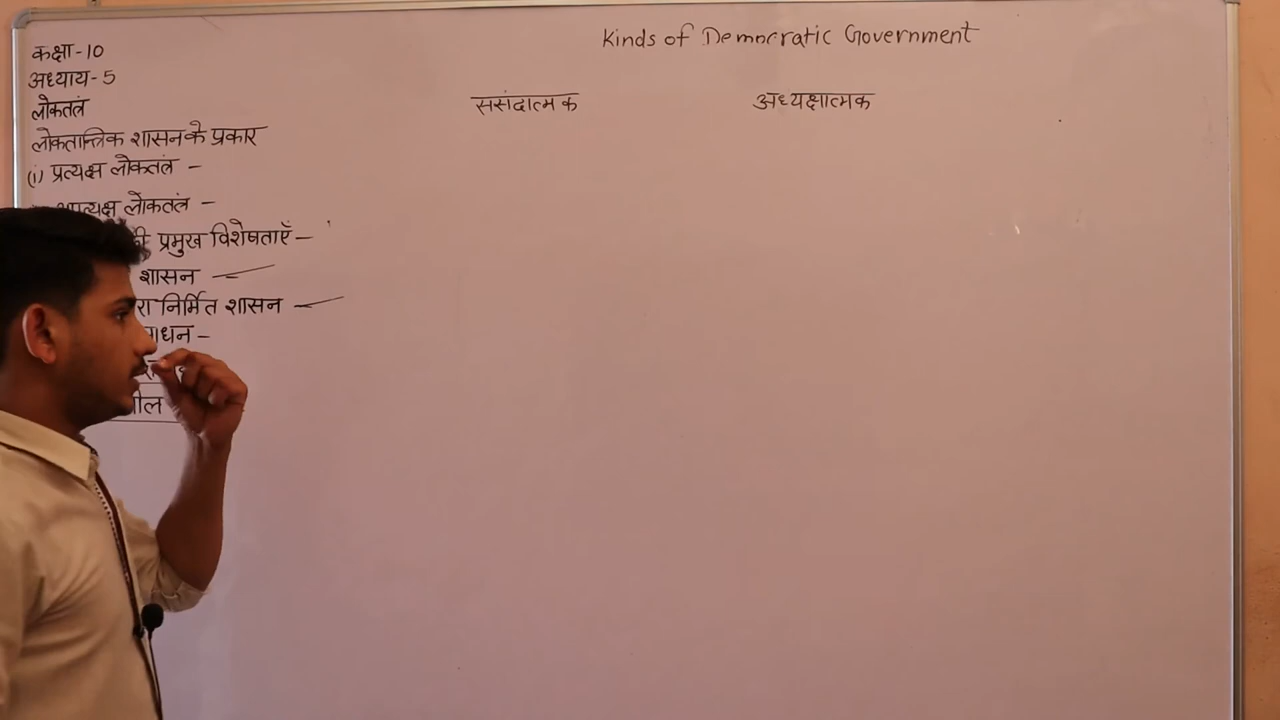 कक्षा-10
अध्याय-5
लोकतंत्र
लोकतान्त्रिक शासन के प्रकार
(i) प्रत्यक्ष लोकतंत्र -
लोकतंत्र -
प्रमुख विशेषताएँ -
शासन
निर्मित शासन -
Kinds of Democratic Government
ससंदात्मक
अध्यक्षात्मक